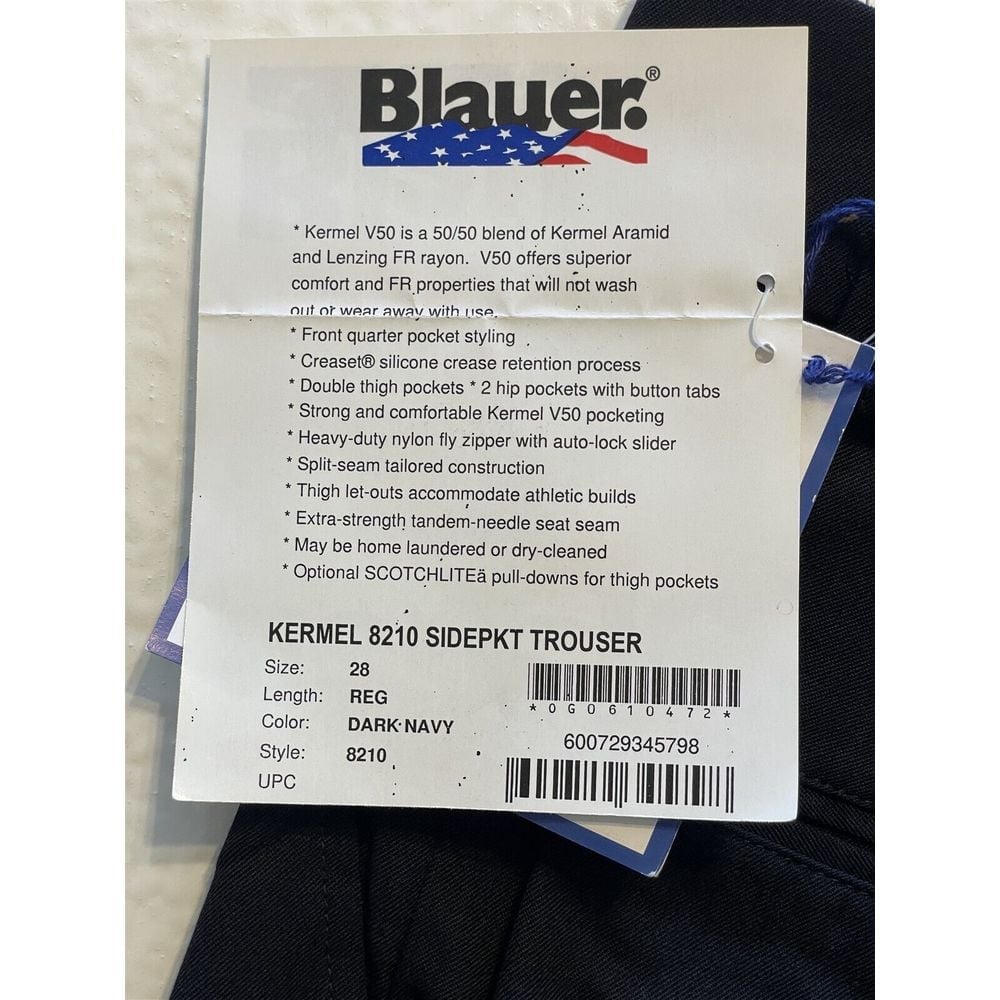 Blauer.®
* Kermel V50 is a 50/50 blend of Kermel Aramid
and Lenzing FR rayon. V50 offers superior
comfort and FR properties that will not wash
out or wear away with use.
* Front quarter pocket styling
* Creaset® silicone crease retention process
* Double thigh pockets * 2 hip pockets with button tabs
* Strong and comfortable Kermel V50 pocketing
* Heavy-duty nylon fly zipper with auto-lock slider
* Split-seam tailored construction
* Thigh let-outs accommodate athletic builds
* Extra-strength tandem-needle seat seam
* May be home laundered or dry-cleaned
* Optional SCOTCHLITEä pull-downs for thigh pockets
KERMEL 8210 SIDEPKT TROUSER
Size: 28
Length: REG
Color: DARK NAVY
Style: 8210
UPC
*0G0610472*
600729345798